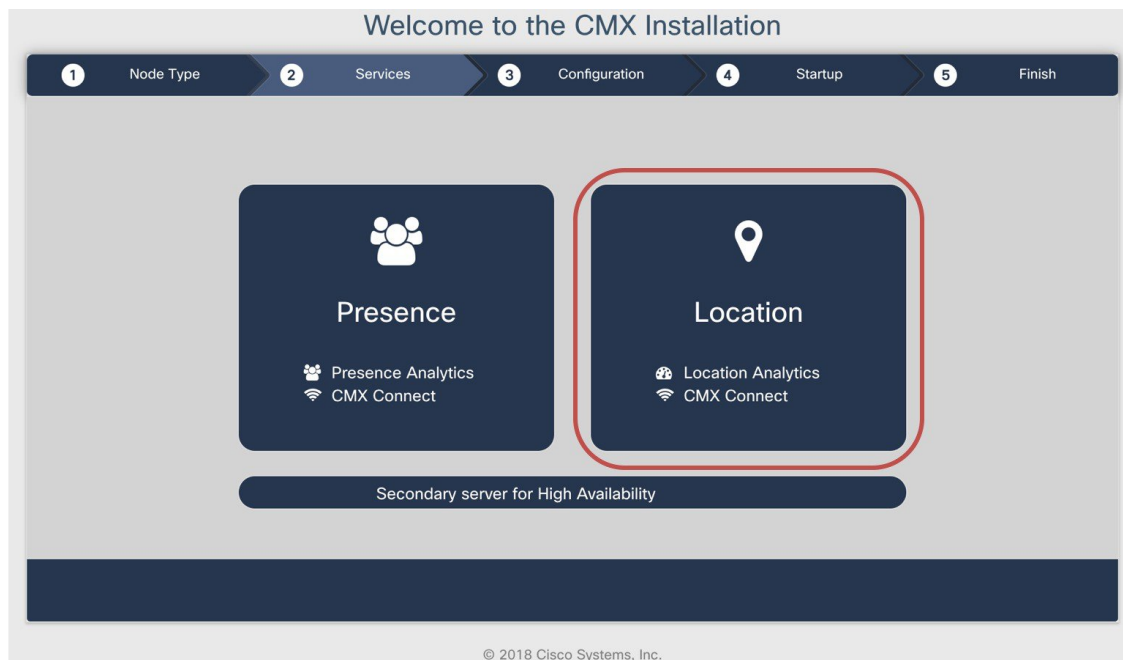 Welcome to the CMX Installation
1 Node Type 2 Services 3 Configuration 4 Startup 5 Finish
Presence
Presence Analytics
CMX Connect
Location
Location Analytics
CMX Connect
Secondary server for High Availability
© 2018 Cisco Systems, Inc.